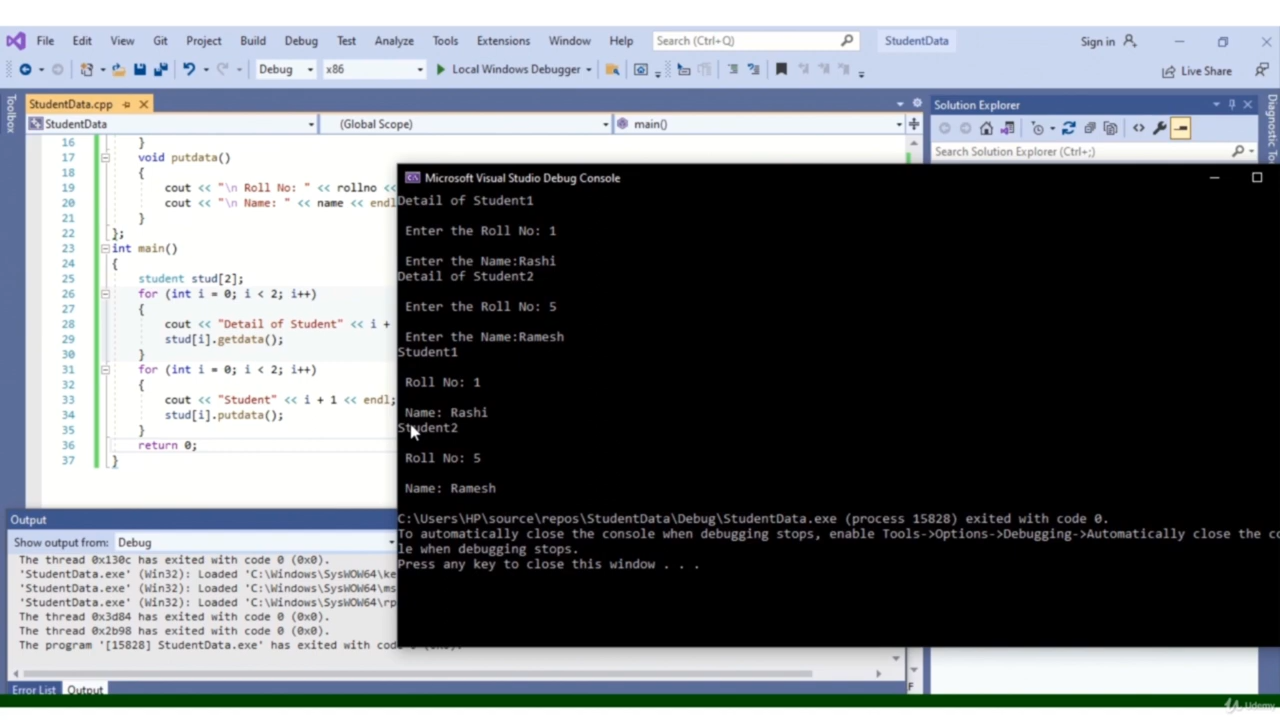 File Edit View Git Project Build Debug Test Analyze Tools Extensions Window Help Search (Ctrl+Q) StudentData Sign in
Debug x86 Local Windows Debugger Live Share
Toolbox
StudentData.cpp
StudentData (Global Scope) main()
16 }
17 void putdata()
18 {
19 cout << "\n Roll No: " << rollno <
20 cout << "\n Name: " << name << endl
21 }
22 };
23 int main()
24 {
25 student stud[2];
26 for (int i = 0; i < 2; i++)
27 {
28 cout << "Detail of Student" << i +
29 stud[i].getdata();
30 }
31 for (int i = 0; i < 2; i++)
32 {
33 cout << "Student" << i + 1 << endl;
34 stud[i].putdata();
35 }
36 return 0;
37 }
Solution Explorer
Search Solution Explorer (Ctrl+;)
Diagnostic To
Microsoft Visual Studio Debug Console
Detail of Student1
Enter the Roll No: 1
Enter the Name:Rashi
Detail of Student2
Enter the Roll No: 5
Enter the Name:Ramesh
Student1
Roll No: 1
Name: Rashi
Student2
Roll No: 5
Name: Ramesh
C:\Users\HP\source\repos\StudentData\Debug\StudentData.exe (process 15828) exited with code 0.
To automatically close the console when debugging stops, enable Tools->Options->Debugging->Automatically close the co
le when debugging stops.
Press any key to close this window . . .
Output
Show output from: Debug
The thread 0x130c has exited with code 0 (0x0).
'StudentData.exe' (Win32): Loaded 'C:\Windows\SysWOW64\ke
'StudentData.exe' (Win32): Loaded 'C:\Windows\SysWOW64\ms
'StudentData.exe' (Win32): Loaded 'C:\Windows\SysWOW64\rp
The thread 0x3d84 has exited with code 0 (0x0).
The thread 0x2b98 has exited with code 0 (0x0).
The program '[15828] StudentData.exe' has exited with code
Error List Output
Udemy